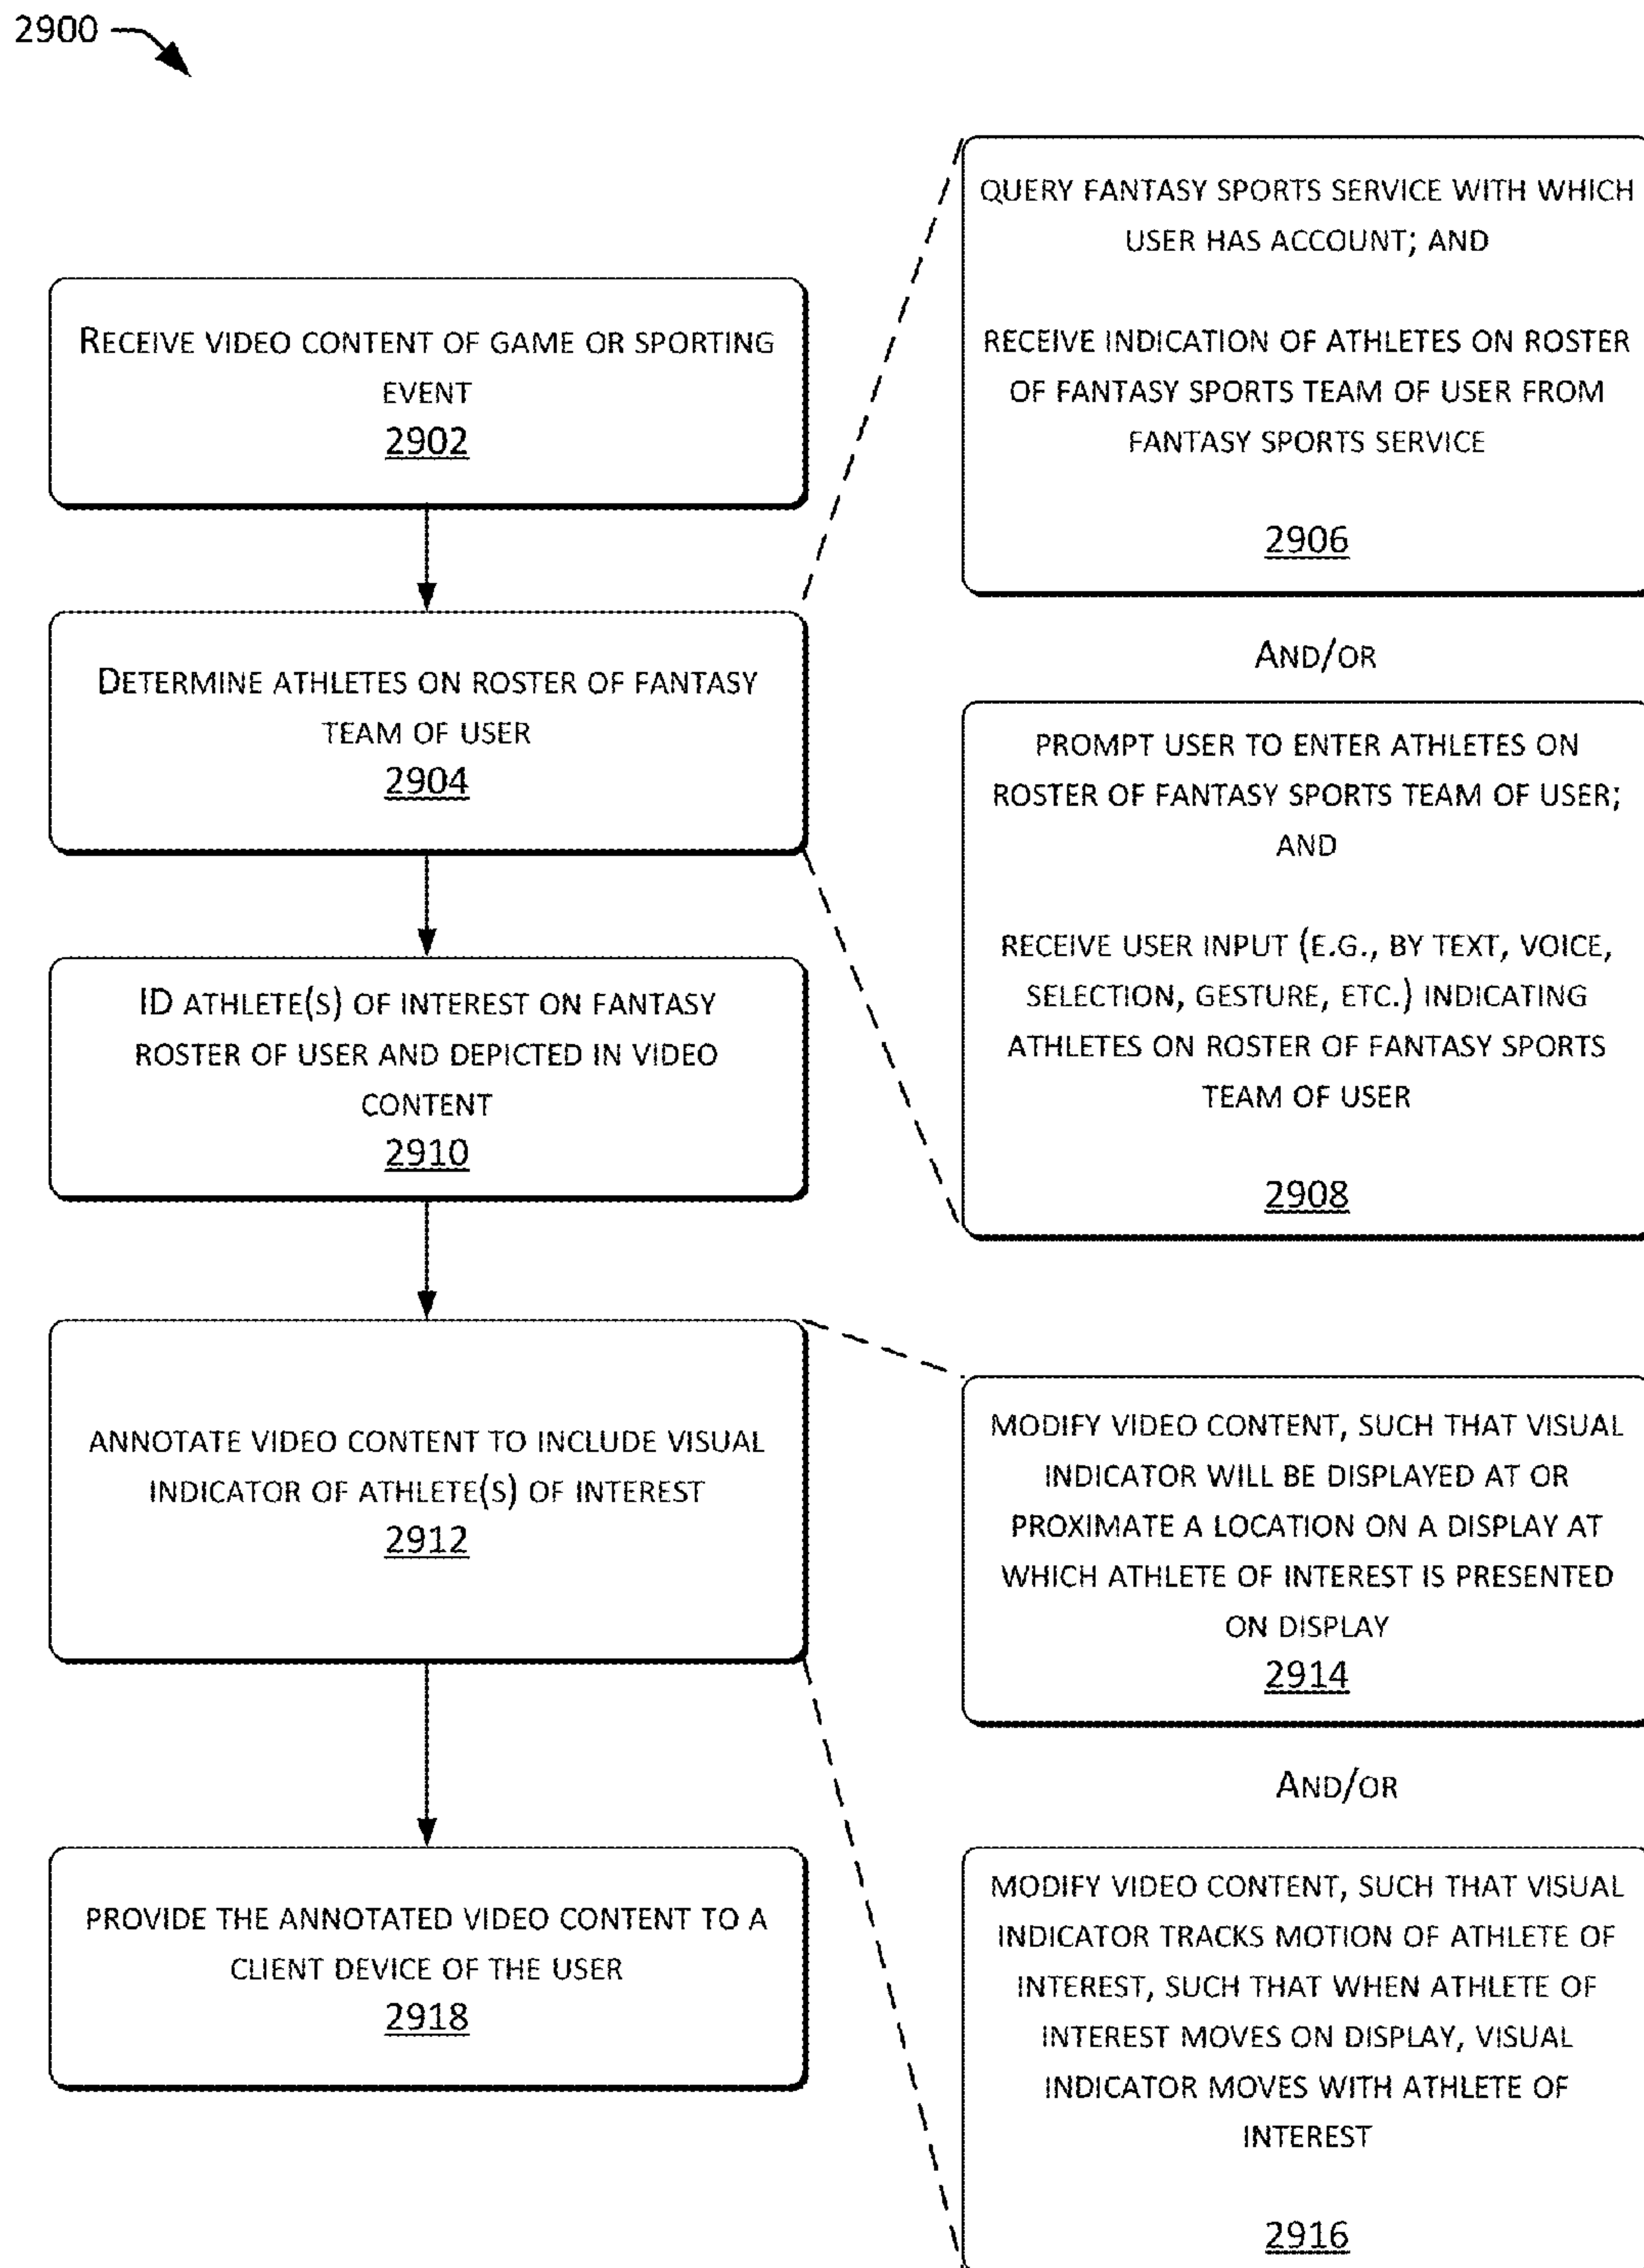 2900
RECEIVE VIDEO CONTENT OF GAME OR SPORTING
EVENT
2902
DETERMINE ATHLETES ON ROSTER OF FANTASY
TEAM OF USER
2904
QUERY FANTASY SPORTS SERVICE WITH WHICH
USER HAS ACCOUNT; AND
RECEIVE INDICATION OF ATHLETES ON ROSTER
OF FANTASY SPORTS TEAM OF USER FROM
FANTASY SPORTS SERVICE
2906
AND/OR
PROMPT USER TO ENTER ATHLETES ON
ROSTER OF FANTASY SPORTS TEAM OF USER;
AND
RECEIVE USER INPUT (E.G., BY TEXT, VOICE,
SELECTION, GESTURE, ETC.) INDICATING
ATHLETES ON ROSTER OF FANTASY SPORTS
TEAM OF USER
2908
ID ATHLETE(S) OF INTEREST ON FANTASY
ROSTER OF USER AND DEPICTED IN VIDEO
CONTENT
2910
ANNOTATE VIDEO CONTENT TO INCLUDE VISUAL
INDICATOR OF ATHLETE(S) OF INTEREST
2912
MODIFY VIDEO CONTENT, SUCH THAT VISUAL
INDICATOR WILL BE DISPLAYED AT OR
PROXIMATE A LOCATION ON A DISPLAY AT
WHICH ATHLETE OF INTEREST IS PRESENTED
ON DISPLAY
2914
AND/OR
MODIFY VIDEO CONTENT, SUCH THAT VISUAL
INDICATOR TRACKS MOTION OF ATHLETE OF
INTEREST, SUCH THAT WHEN ATHLETE OF
INTEREST MOVES ON DISPLAY, VISUAL
INDICATOR MOVES WITH ATHLETE OF
INTEREST
2916
PROVIDE THE ANNOTATED VIDEO CONTENT TO A
CLIENT DEVICE OF THE USER
2918